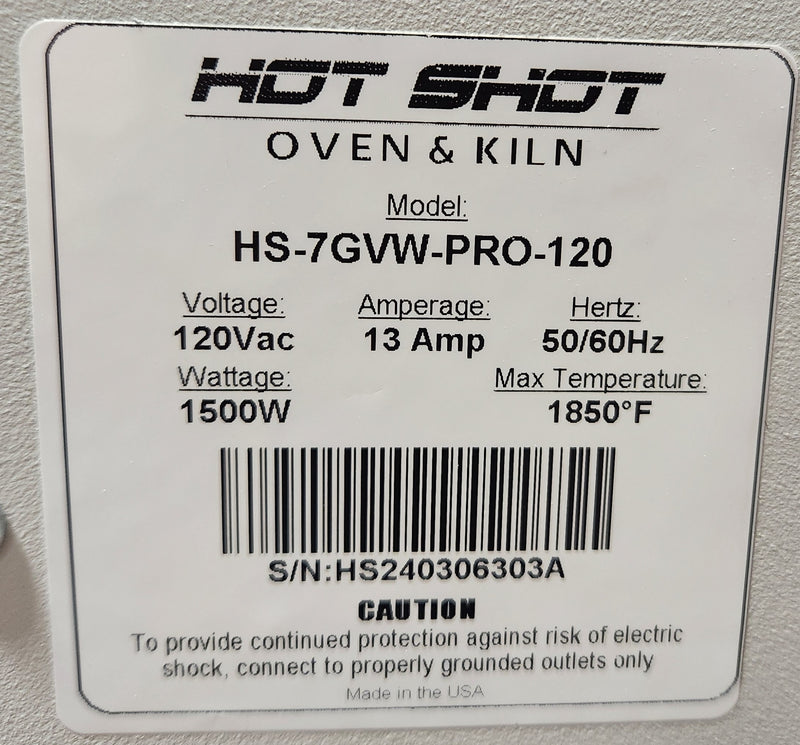 HOT SHOT
OVEN & KILN
Model:
HS-7GVW-PRO-120
Voltage: Amperage: Hertz:
120Vac 13 Amp 50/60Hz
Wattage: Max Temperature:
1500W 1850°F
S/N:HS240306303A
CAUTION
To provide continued protection against risk of electric
shock, connect to properly grounded outlets only
Made in the USA